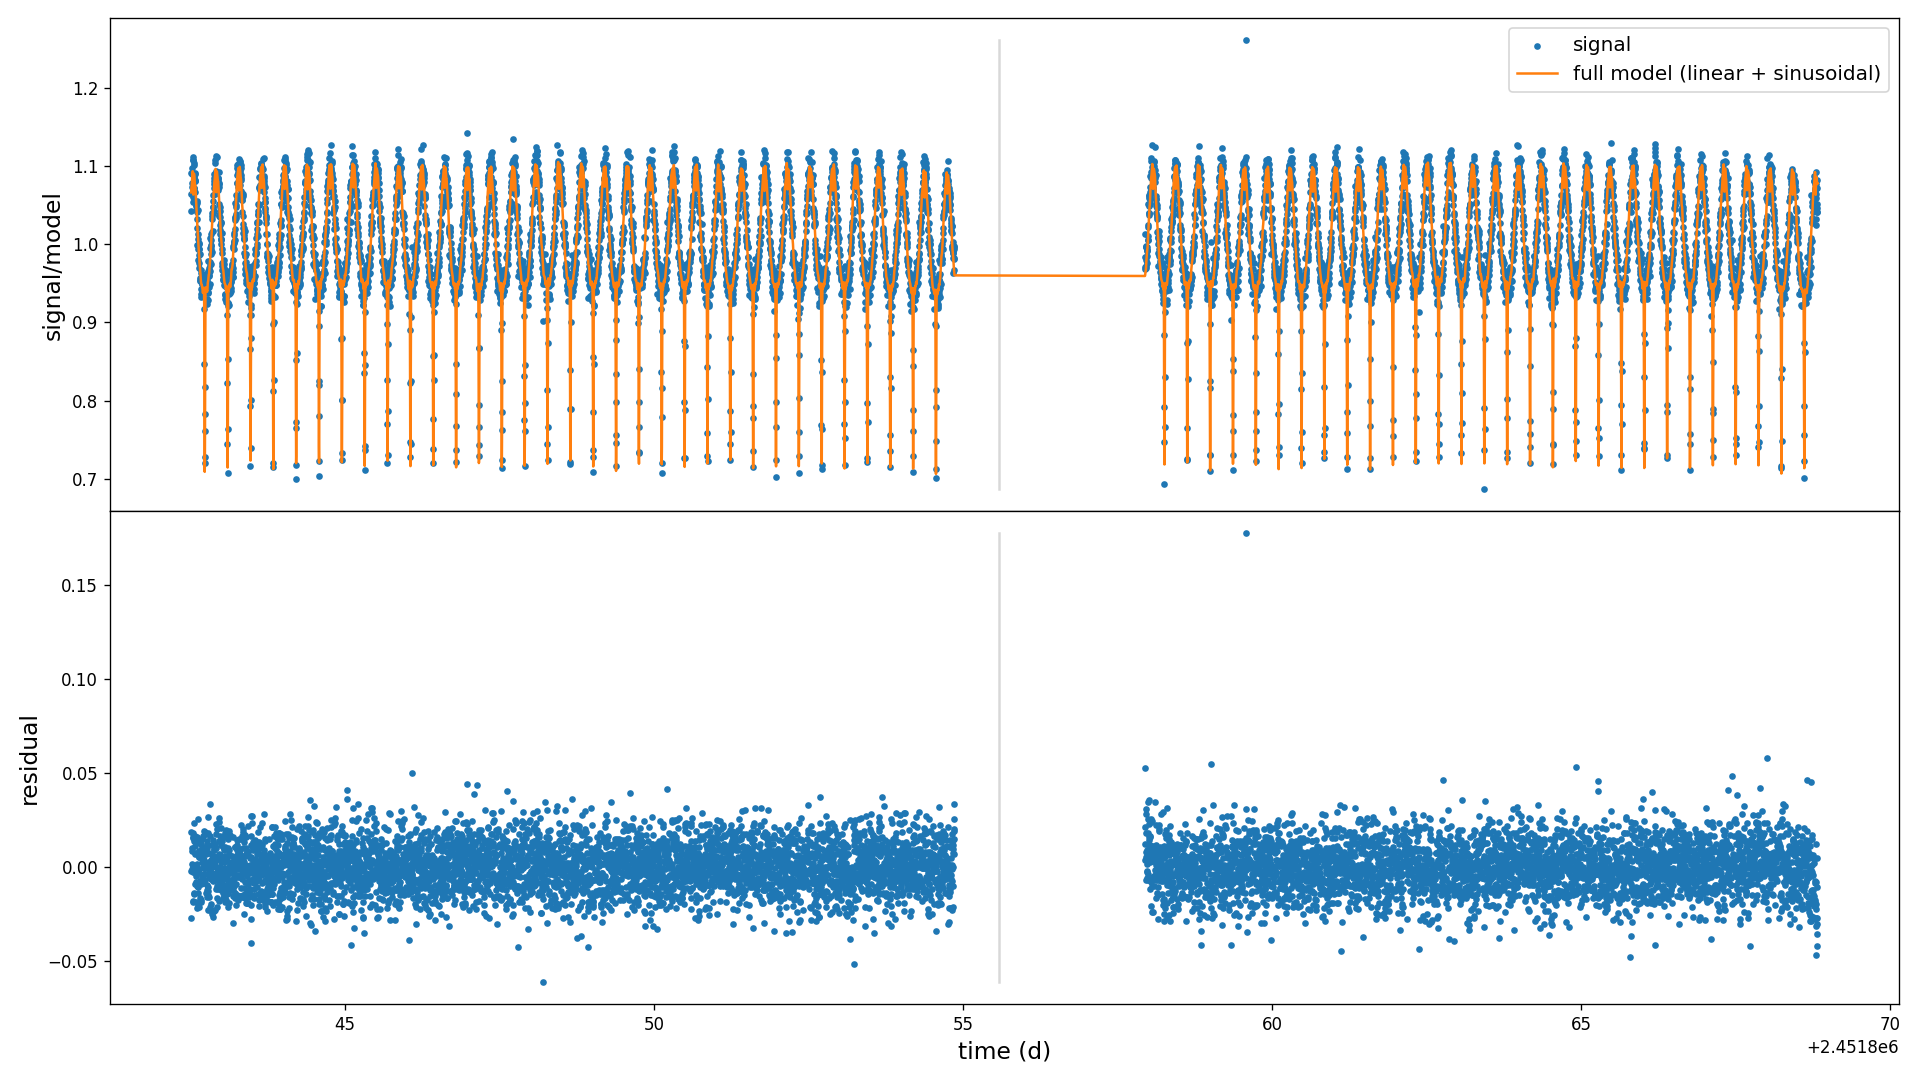 signal
full model (linear + sinusoidal)
signal/model
1.2
1.1
1.0
0.9
0.8
0.7
residual
0.15
0.10
0.05
0.00
−0.05
45
50
55
60
65
70
time (d)
+2.4518e6